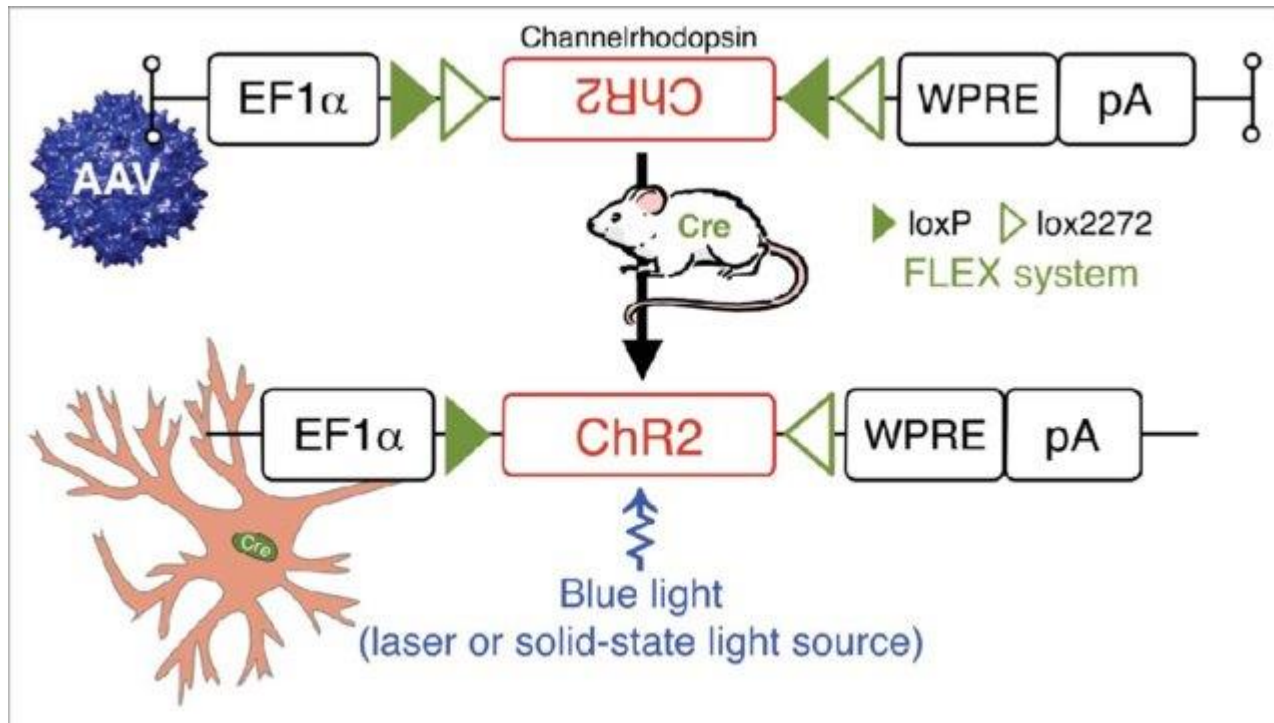 Channelrhodopsin
EF1α
ChR2
WPRE
pA
AAV
Cre
loxP
lox2272
FLEX system
EF1α
ChR2
WPRE
pA
Cre
Blue light
(laser or solid-state light source)